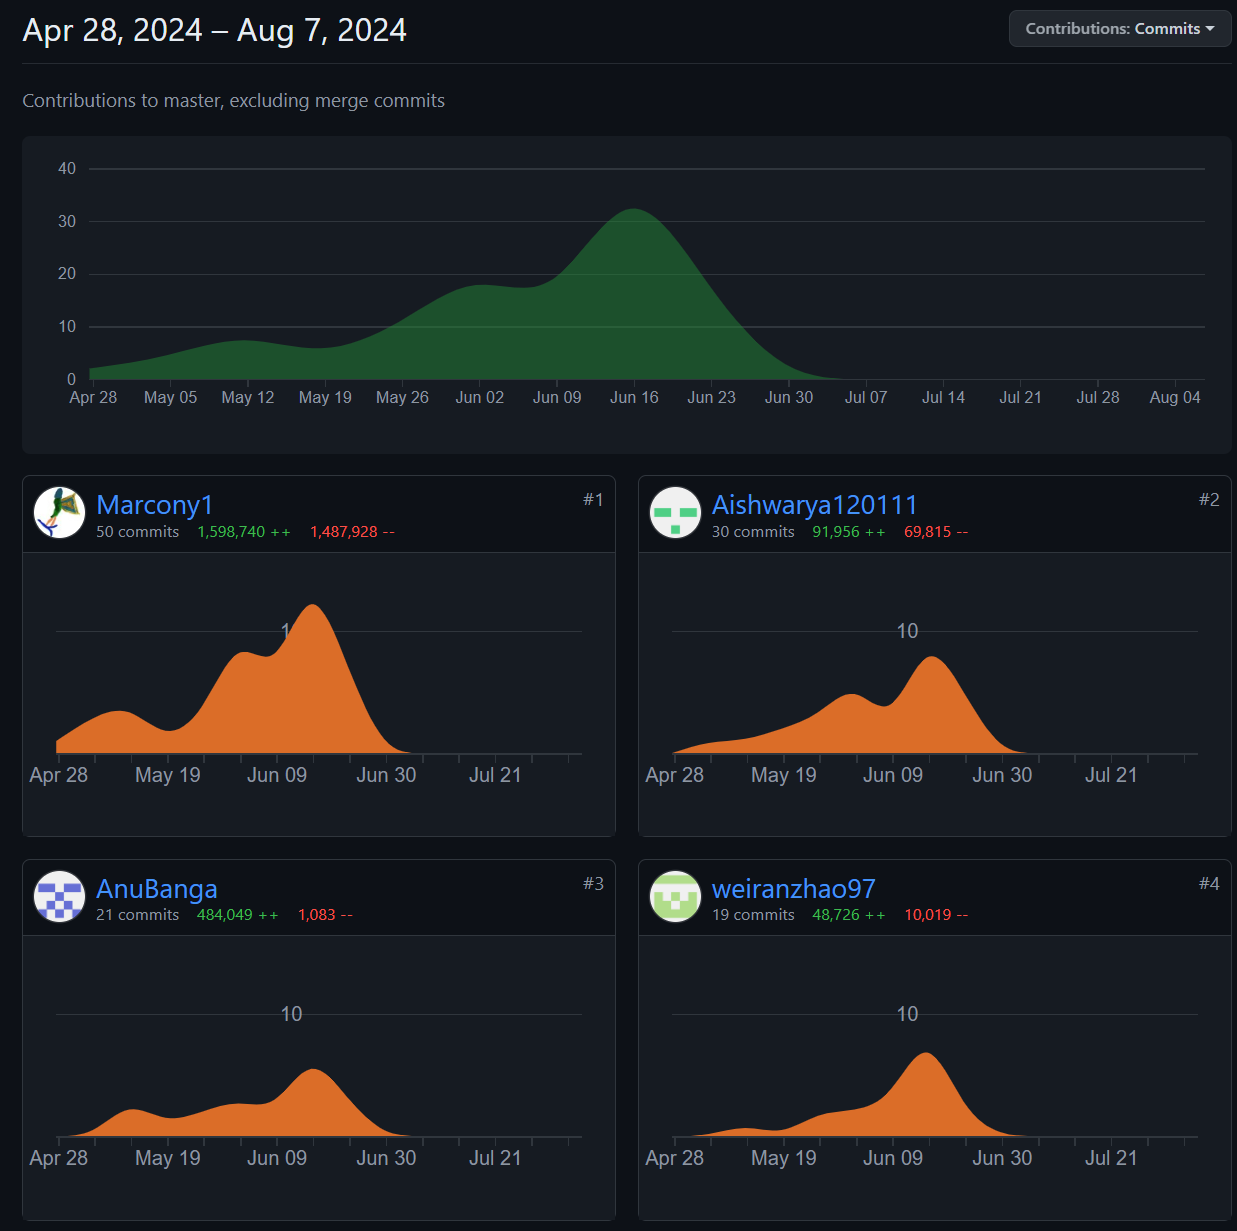 Apr 28, 2024 – Aug 7, 2024
Contributions: Commits
Contributions to master, excluding merge commits
40
30
20
10
0
Apr 28 May 05 May 12 May 19 May 26 Jun 02 Jun 09 Jun 16 Jun 23 Jun 30 Jul 07 Jul 14 Jul 21 Jul 28 Aug 04
Marcony1
#1
50 commits 1,598,740 ++ 1,487,928 --
1
Apr 28 May 19 Jun 09 Jun 30 Jul 21
Aishwarya120111
#2
30 commits 91,956 ++ 69,815 --
10
Apr 28 May 19 Jun 09 Jun 30 Jul 21
AnuBanga
#3
21 commits 484,049 ++ 1,083 --
10
Apr 28 May 19 Jun 09 Jun 30 Jul 21
weiranzhao97
#4
19 commits 48,726 ++ 10,019 --
10
Apr 28 May 19 Jun 09 Jun 30 Jul 21